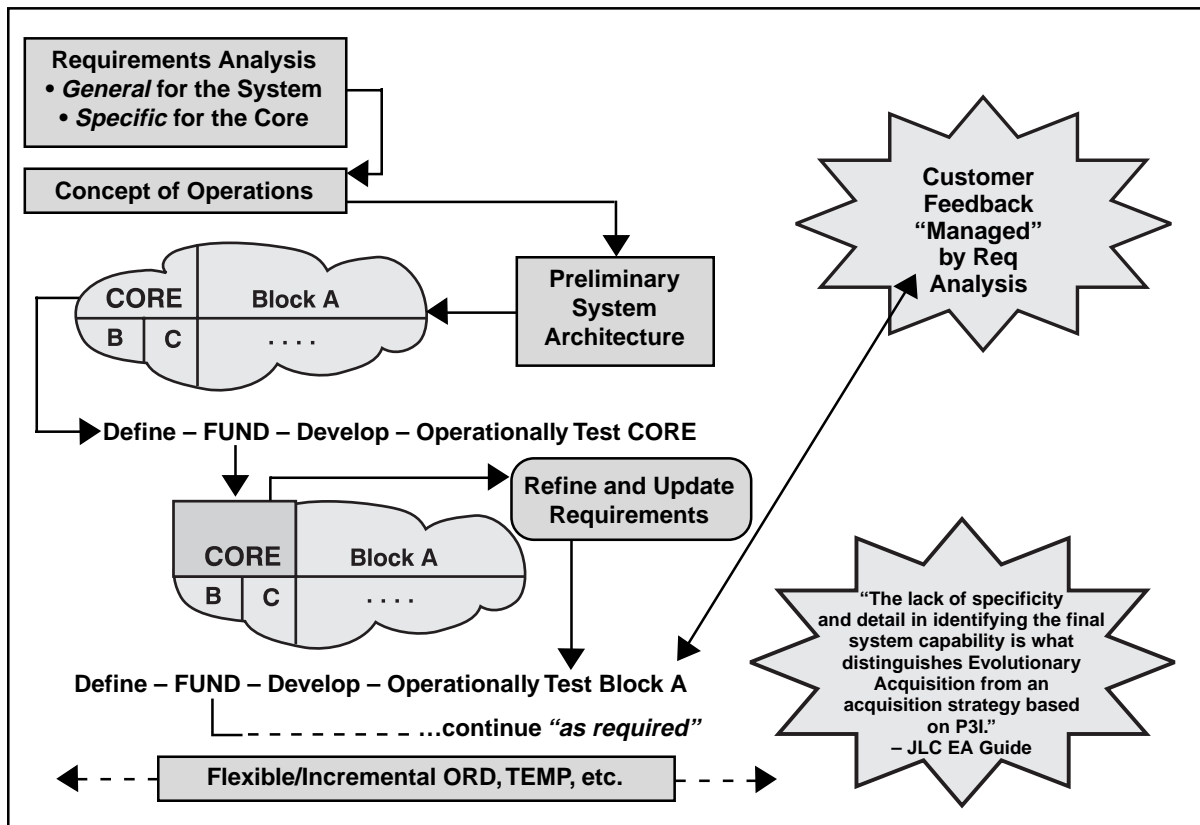 Requirements Analysis
• General for the System
• Specific for the Core
Concept of Operations
Customer
Feedback
“Managed”
by Req
Analysis
Preliminary
System
Architecture
CORE
Block A
B
C
. . . .
Define – FUND – Develop – Operationally Test CORE
Refine and Update
Requirements
CORE
Block A
B
C
. . . .
“The lack of specificity
and detail in identifying the final
system capability is what
distinguishes Evolutionary
Acquisition from an
acquisition strategy based
on P3I.”
– JLC EA Guide
Define – FUND – Develop – Operationally Test Block A
...continue “as required”
Flexible/Incremental ORD, TEMP, etc.